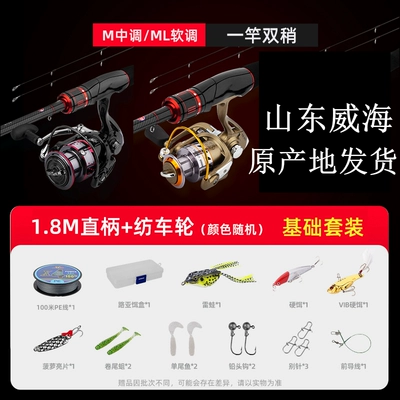 M中调/ML软调 一竿双稍
山东威海
原产地发货
1.8M直柄+纺车轮（颜色随机） 基础套装
100米PE线*1 路亚饵盒*1 雷蛙*1 硬饵*1 VIB硬饵*1
菠萝亮片*1 卷尾蛆*2 单尾鱼*2 铅头钩*2 别针*3 前导线*1
赠品因批次不同，可能会存在差异，请以实物为准